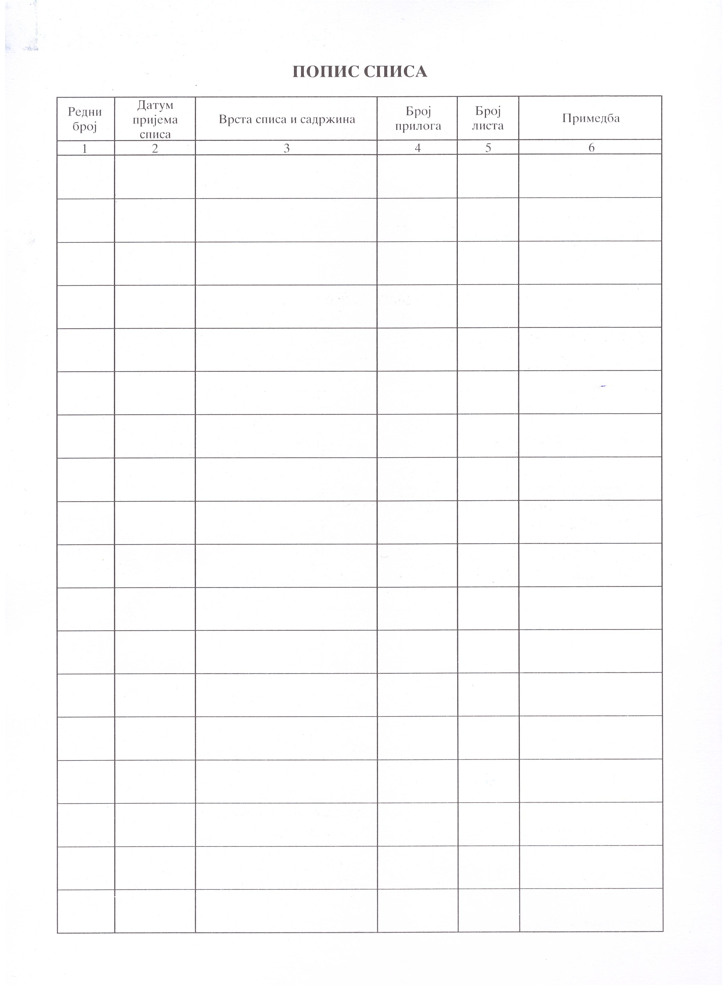 ПОПИС СПИСА
Редни
број
Датум
пријема
списа
Врста списа и садржина
Број
прилога
Број
листа
Примедба
1 2 3 4 5 6